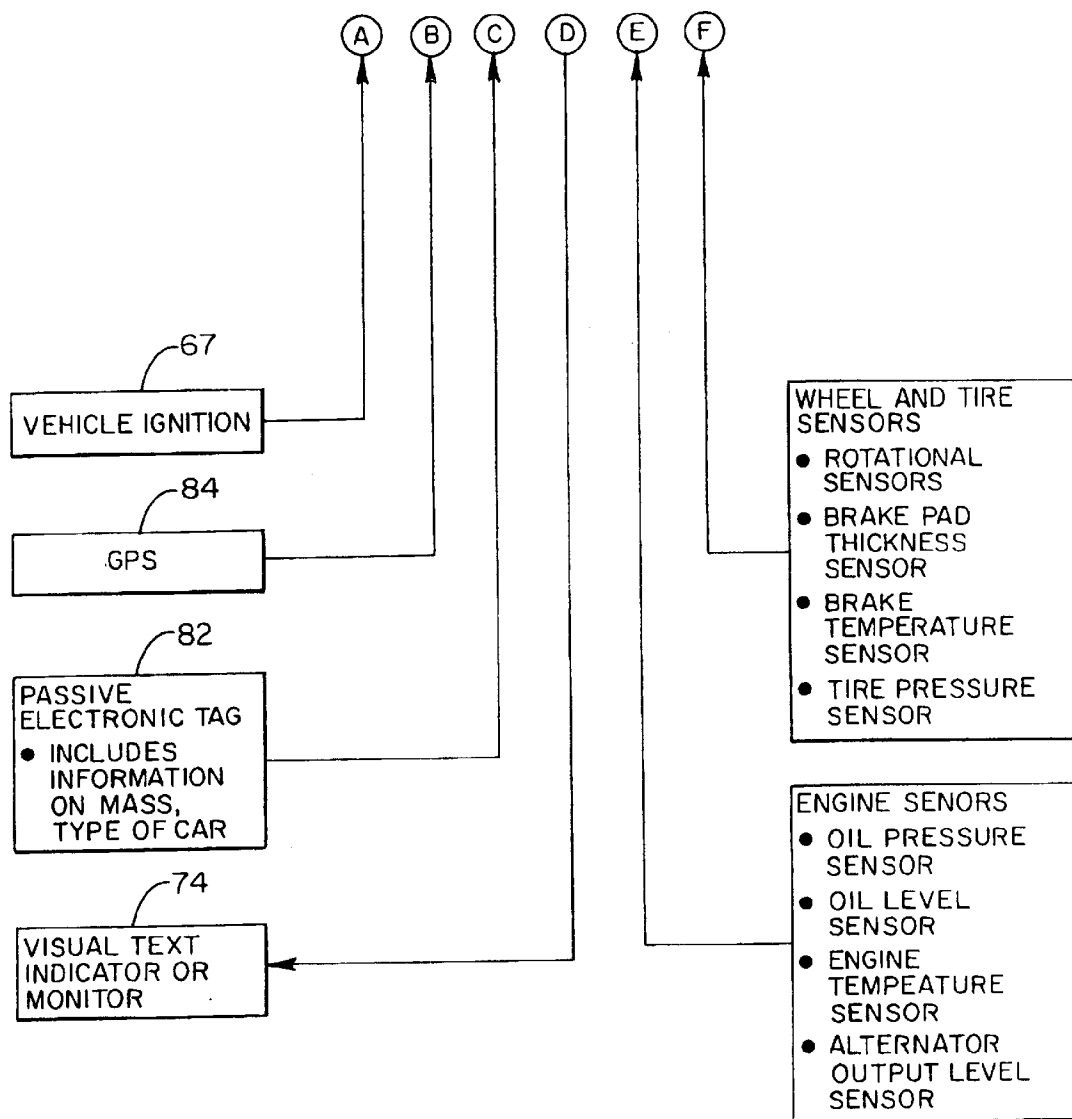 A B C D E F
67
VEHICLE IGNITION
84
GPS
82
PASSIVE
ELECTRONIC TAG
● INCLUDES
INFORMATION
ON MASS,
TYPE OF CAR
74
VISUAL TEXT
INDICATOR OR
MONITOR
WHEEL AND TIRE
SENSORS
● ROTATIONAL
SENSORS
● BRAKE PAD
THICKNESS
SENSOR
● BRAKE
TEMPERATURE
SENSOR
● TIRE PRESSURE
SENSOR
ENGINE SENORS
● OIL PRESSURE
SENSOR
● OIL LEVEL
SENSOR
● ENGINE
TEMPEATURE
SENSOR
● ALTERNATOR
OUTPUT LEVEL
SENSOR